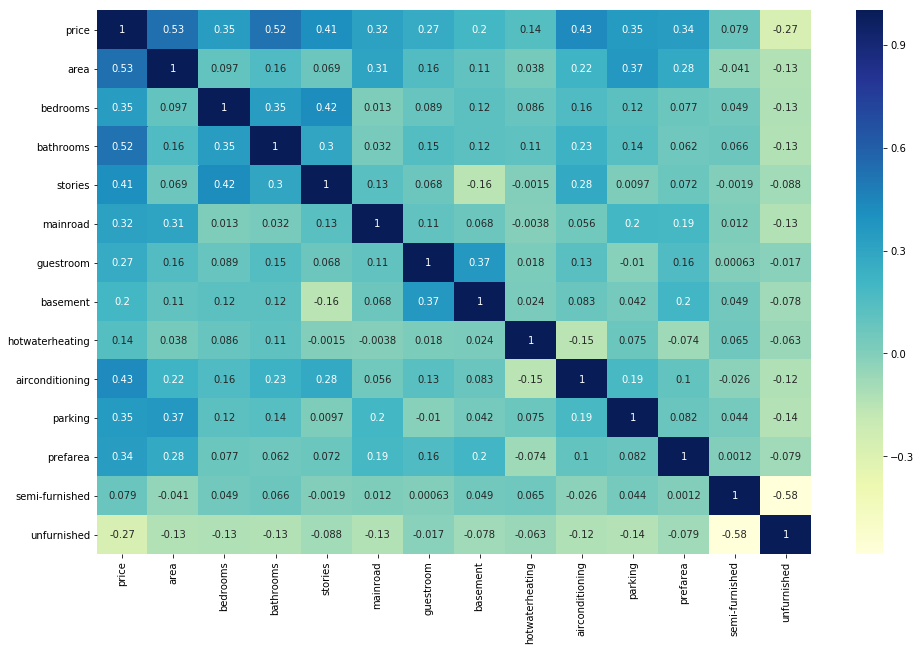 price 1 0.53 0.35 0.52 0.41 0.32 0.27 0.2 0.14 0.43 0.35 0.34 0.079 -0.27
area 0.53 1 0.097 0.16 0.069 0.31 0.16 0.11 0.038 0.22 0.37 0.28 -0.041 -0.13
bedrooms 0.35 0.097 1 0.35 0.42 0.013 0.089 0.12 0.086 0.16 0.12 0.077 0.049 -0.13
bathrooms 0.52 0.16 0.35 1 0.3 0.032 0.15 0.12 0.11 0.23 0.14 0.062 0.066 -0.13
stories 0.41 0.069 0.42 0.3 1 0.13 0.068 -0.16 -0.0015 0.28 0.0097 0.072 -0.0019 -0.088
mainroad 0.32 0.31 0.013 0.032 0.13 1 0.11 0.068 -0.0038 0.056 0.2 0.19 0.012 -0.13
guestroom 0.27 0.16 0.089 0.15 0.068 0.11 1 0.37 0.018 0.13 -0.01 0.16 0.00063 -0.017
basement 0.2 0.11 0.12 0.12 -0.16 0.068 0.37 1 0.024 0.083 0.042 0.2 0.049 -0.078
hotwaterheating 0.14 0.038 0.086 0.11 -0.0015 -0.0038 0.018 0.024 1 -0.15 0.075 -0.074 0.065 -0.063
airconditioning 0.43 0.22 0.16 0.23 0.28 0.056 0.13 0.083 -0.15 1 0.19 0.1 -0.026 -0.12
parking 0.35 0.37 0.12 0.14 0.0097 0.2 -0.01 0.042 0.075 0.19 1 0.082 0.044 -0.14
prefarea 0.34 0.28 0.077 0.062 0.072 0.19 0.16 0.2 -0.074 0.1 0.082 1 0.0012 -0.079
semi-furnished 0.079 -0.041 0.049 0.066 -0.0019 0.012 0.00063 0.049 0.065 -0.026 0.044 0.0012 1 -0.58
unfurnished -0.27 -0.13 -0.13 -0.13 -0.088 -0.13 -0.017 -0.078 -0.063 -0.12 -0.14 -0.079 -0.58 1
price area bedrooms bathrooms stories mainroad guestroom basement hotwaterheating airconditioning parking prefarea semi-furnished unfurnished
0.9
0.6
0.3
0.0
-0.3